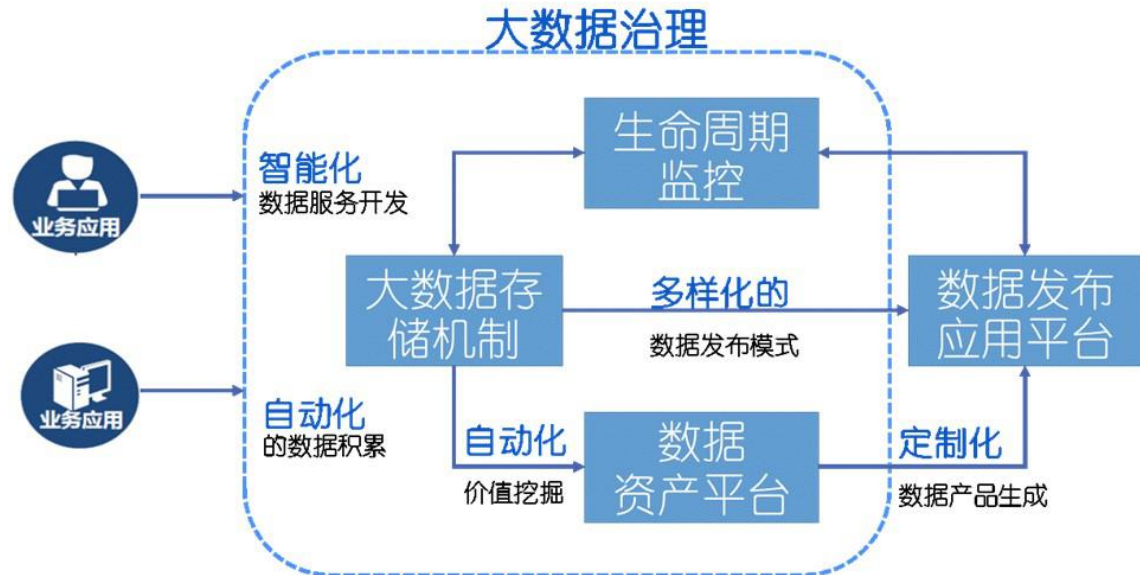 大数据治理
生命周期
监控
智能化
数据服务开发
业务应用
大数据存
储机制
多样化的
数据发布模式
数据发布
应用平台
业务应用
自动化
的数据积累
自动化
价值挖掘
数据
资产平台
定制化
数据产品生成